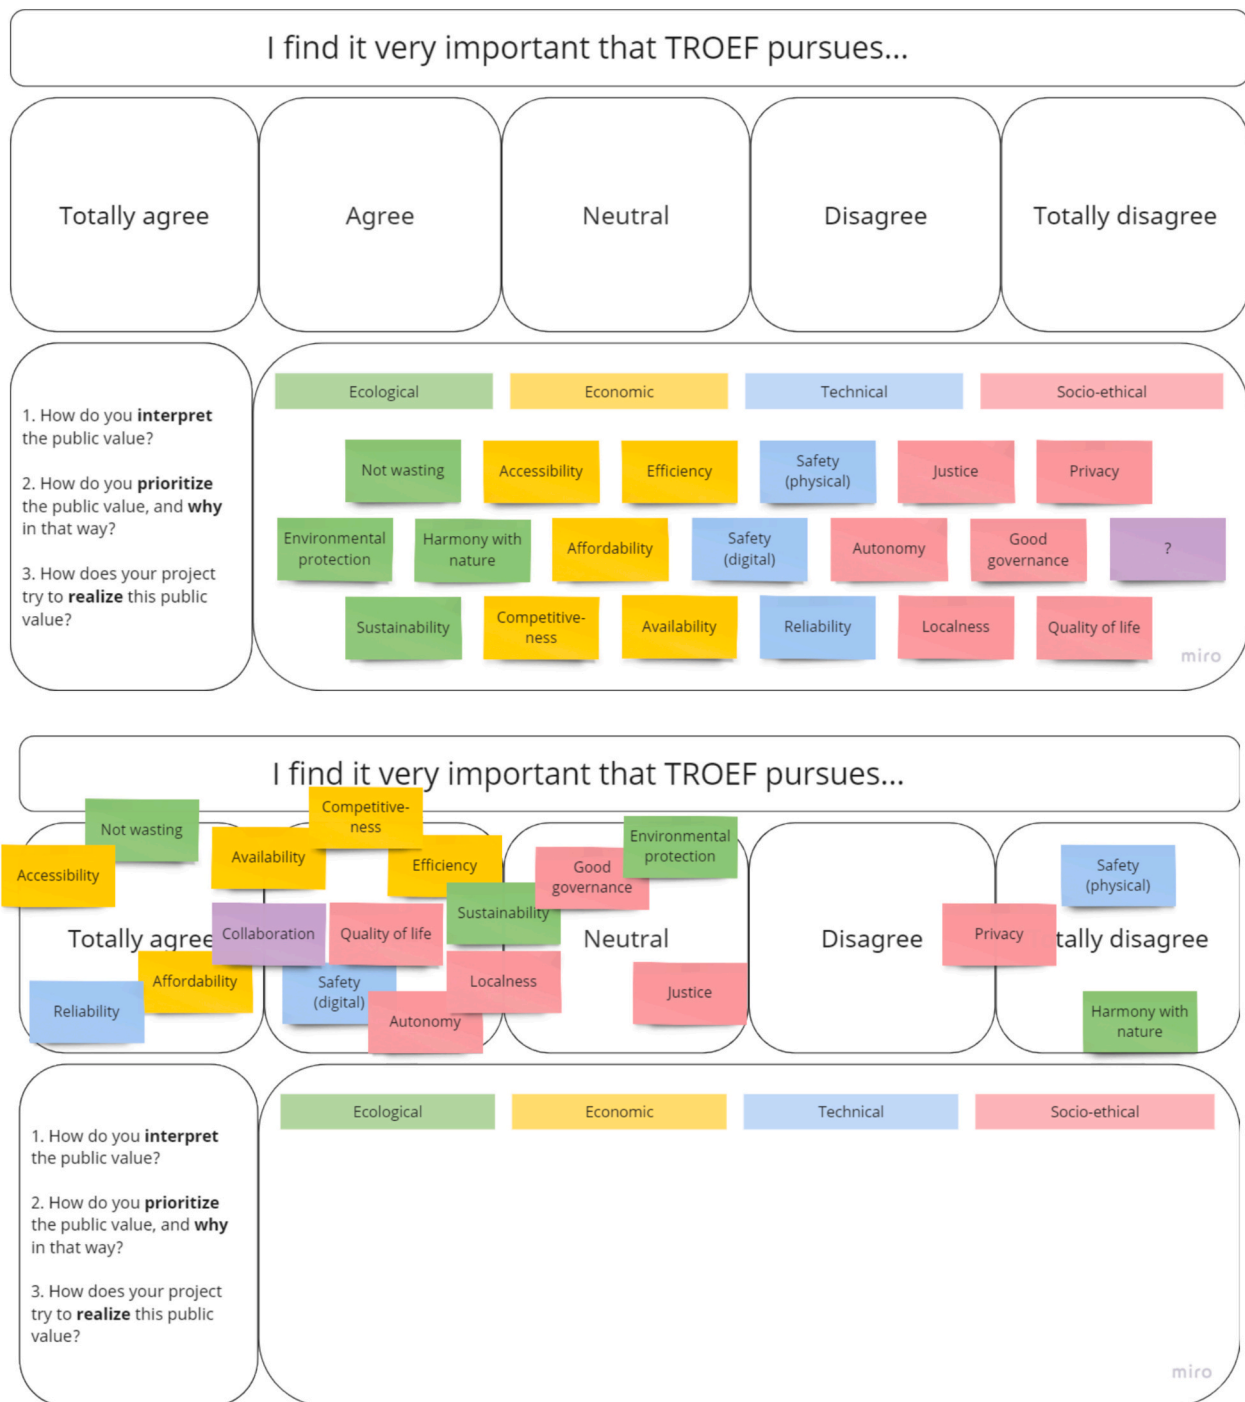 I find it very important that TROEF pursues...
Totally agree
Agree
Neutral
Disagree
Totally disagree
1. How do you interpret
the public value?
2. How do you prioritize
the public value, and why
in that way?
3. How does your project
try to realize this public
value?
Ecological
Economic
Technical
Socio-ethical
Not wasting
Accessibility
Efficiency
Safety
(physical)
Justice
Privacy
Environmental
protection
Harmony with
nature
Affordability
Safety
(digital)
Autonomy
Good
governance
?
Sustainability
Competitive-
ness
Availability
Reliability
Localness
Quality of life
miro
I find it very important that TROEF pursues...
Not wasting
Accessibility
Availability
Competitive-
ness
Efficiency
Good
governance
Environmental
protection
Safety
(physical)
Totally agree
Collaboration
Quality of life
Sustainability
Neutral
Disagree
Privacy
tally disagree
Reliability
Affordability
Safety
(digital)
Autonomy
Localness
Justice
Harmony with
nature
1. How do you interpret
the public value?
2. How do you prioritize
the public value, and why
in that way?
3. How does your project
try to realize this public
value?
Ecological
Economic
Technical
Socio-ethical
miro